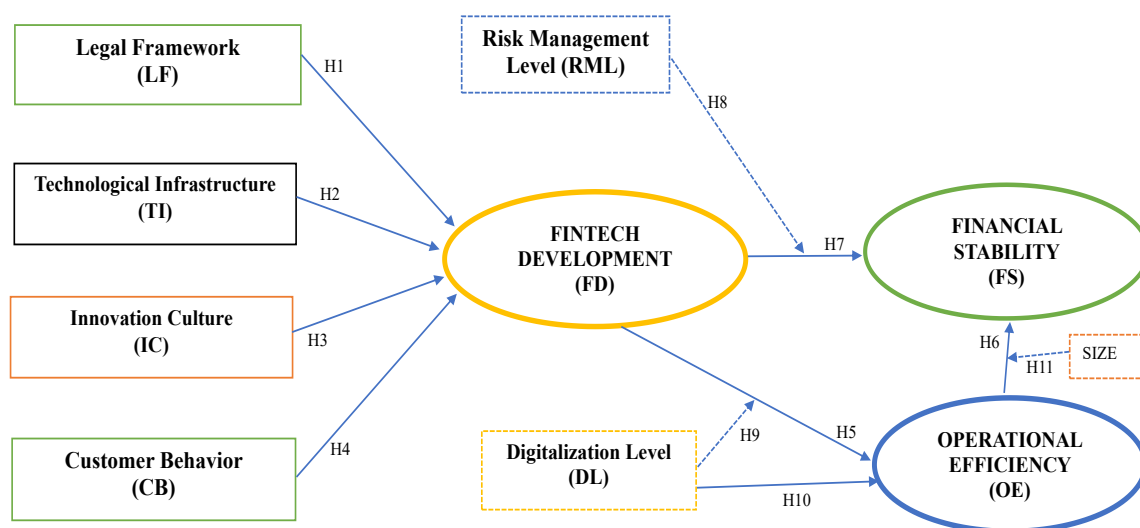 Legal Framework
(LF)
H1
Risk Management
Level (RML)
H8
Technological Infrastructure
(TI)
H2
FINTECH
DEVELOPMENT
(FD)
H7
FINANCIAL
STABILITY
(FS)
Innovation Culture
(IC)
H3
H6
H11
SIZE
Customer Behavior
(CB)
H4
Digitalization Level
(DL)
H9
H5
H10
OPERATIONAL
EFFICIENCY
(OE)